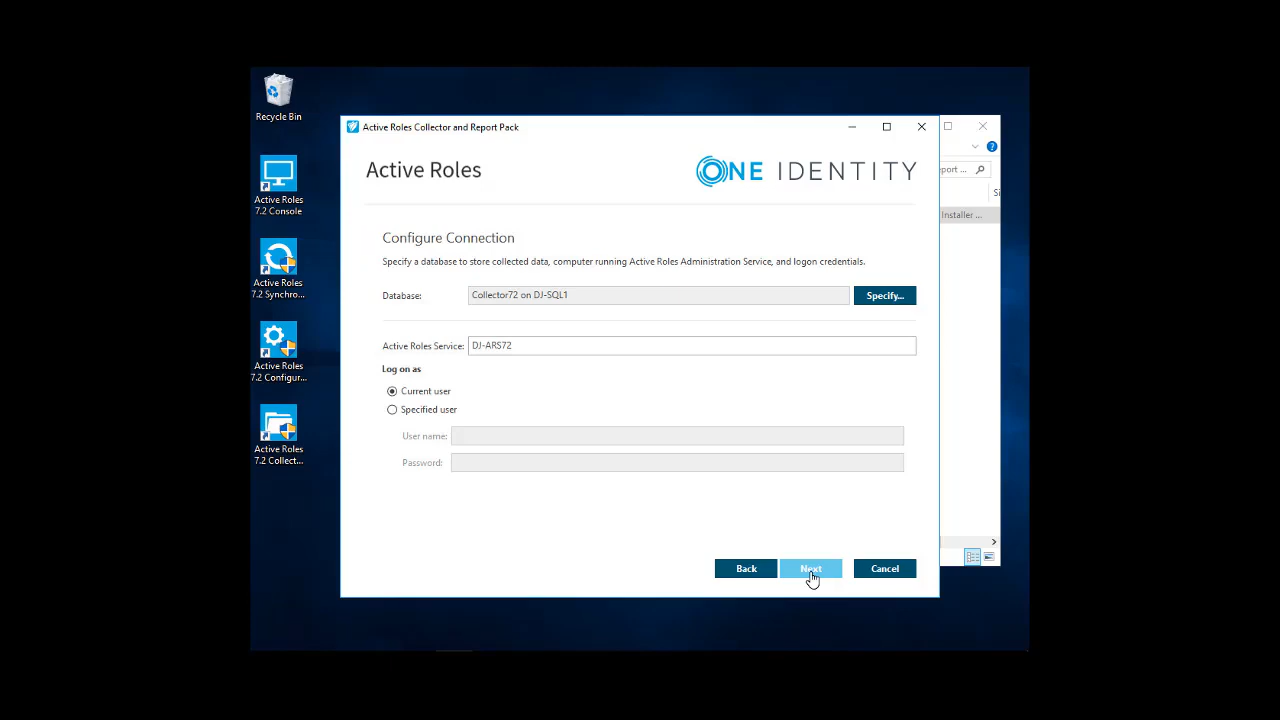 Recycle Bin
Active Roles
7.2 Console
Active Roles
7.2 Synchro...
Active Roles
7.2 Configur...
Active Roles
7.2 Collect...
Active Roles Collector and Report Pack
Active Roles
ONE IDENTITY
Configure Connection
Specify a database to store collected data, computer running Active Roles Administration Service, and logon credentials.
Database:
Collector72 on DJ-SQL1
Specify...
Active Roles Service:
DJ-ARS72
Log on as
Current user
Specified user
User name:
Password:
Back
Next
Cancel
port ...
Si
Installer ...